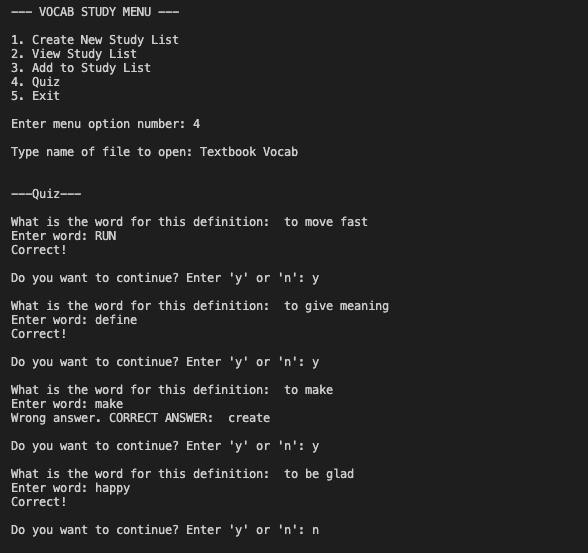 --- VOCAB STUDY MENU ---
1. Create New Study List
2. View Study List
3. Add to Study List
4. Quiz
5. Exit
Enter menu option number: 4
Type name of file to open: Textbook Vocab
---Quiz---
What is the word for this definition:  to move fast
Enter word: RUN
Correct!
Do you want to continue? Enter 'y' or 'n': y
What is the word for this definition:  to give meaning
Enter word: define
Correct!
Do you want to continue? Enter 'y' or 'n': y
What is the word for this definition:  to make
Enter word: make
Wrong answer. CORRECT ANSWER:  create
Do you want to continue? Enter 'y' or 'n': y
What is the word for this definition:  to be glad
Enter word: happy
Correct!
Do you want to continue? Enter 'y' or 'n': n